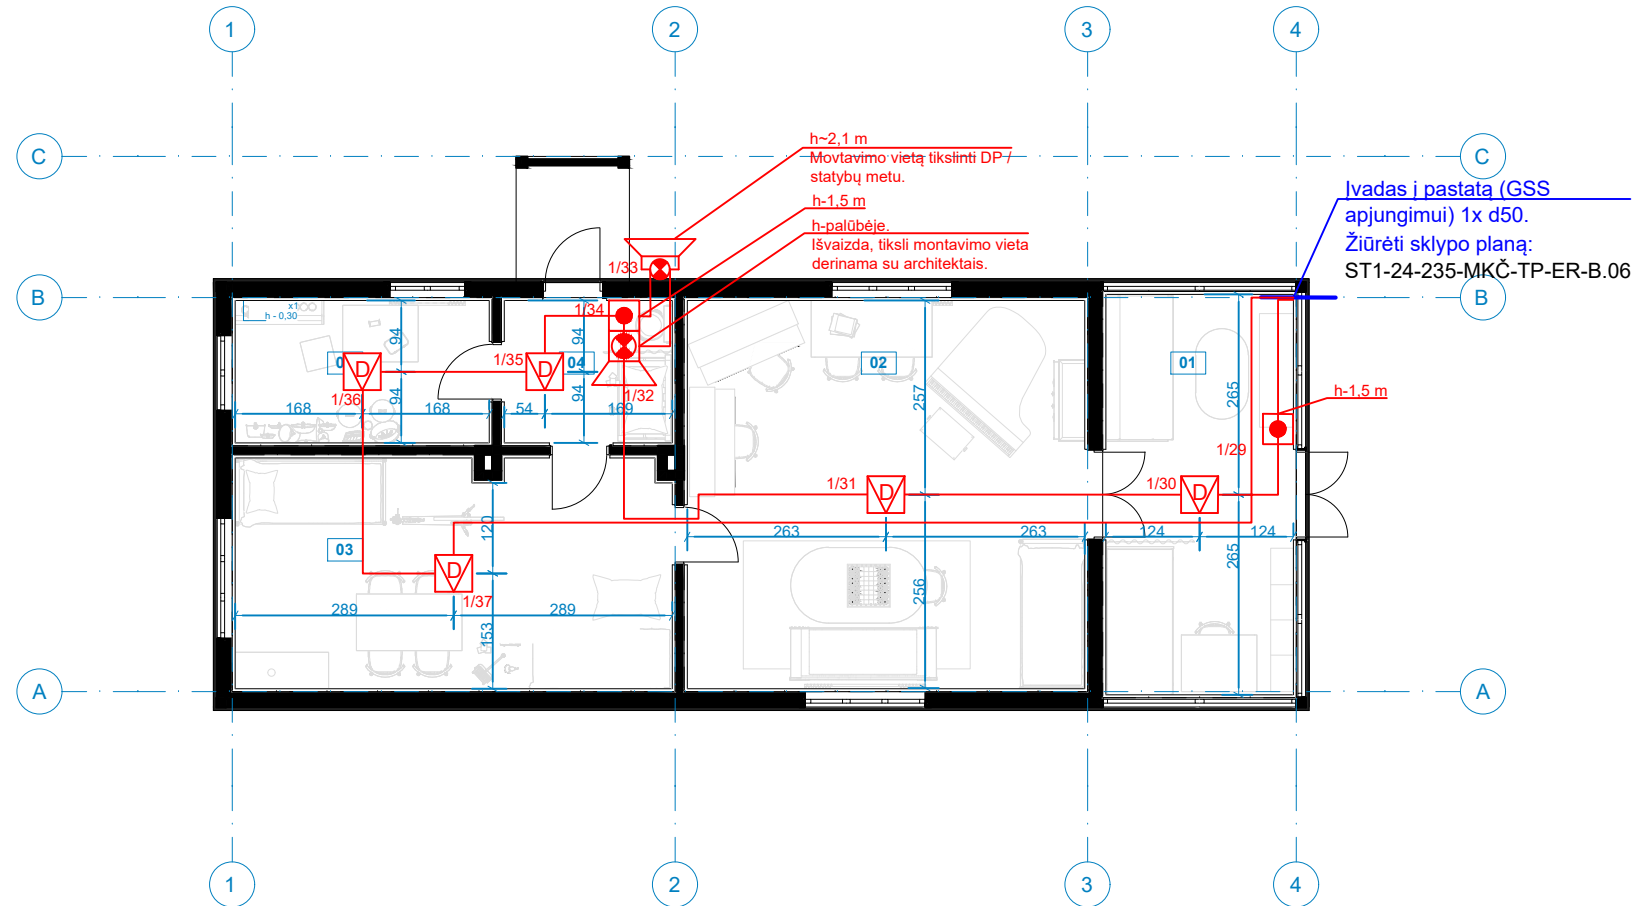 1
2
3
4
C
C
h~2,1 m
Movtavimo vietą tikslinti DP /
statybų metu.
h-1,5 m
h-palūbėje.
Išvaizda, tiksli montavimo vieta
derinama su architektais.
Įvadas į pastatą (GSS
apjungimui) 1x d50.
Žiūrėti sklypo planą:
ST1-24-235-MKČ-TP-ER-B.06
B
B
1/33
x1
h - 0,30
1/34
94
94
1/35
04
D
D
02
01
1/36
94
94
1/32
168
168
54
169
257
265
h-1,5 m
1/29
1/31
D
1/30
D
120
263
263
124
124
03
265
D
1/37
256
289
289
153
A
A
1
2
3
4